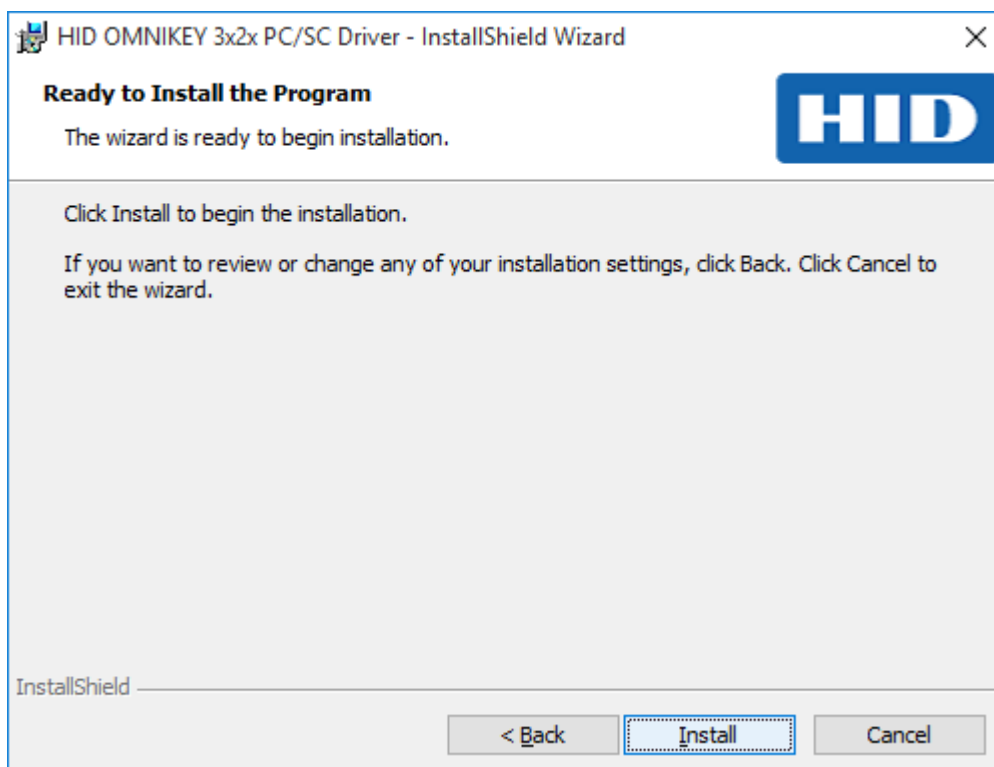 HID OMNIKEY 3x2x PC/SC Driver - InstallShield Wizard
Ready to Install the Program
The wizard is ready to begin installation.
HID
Click Install to begin the installation.
If you want to review or change any of your installation settings, click Back. Click Cancel to
exit the wizard.
InstallShield
< Back
Install
Cancel